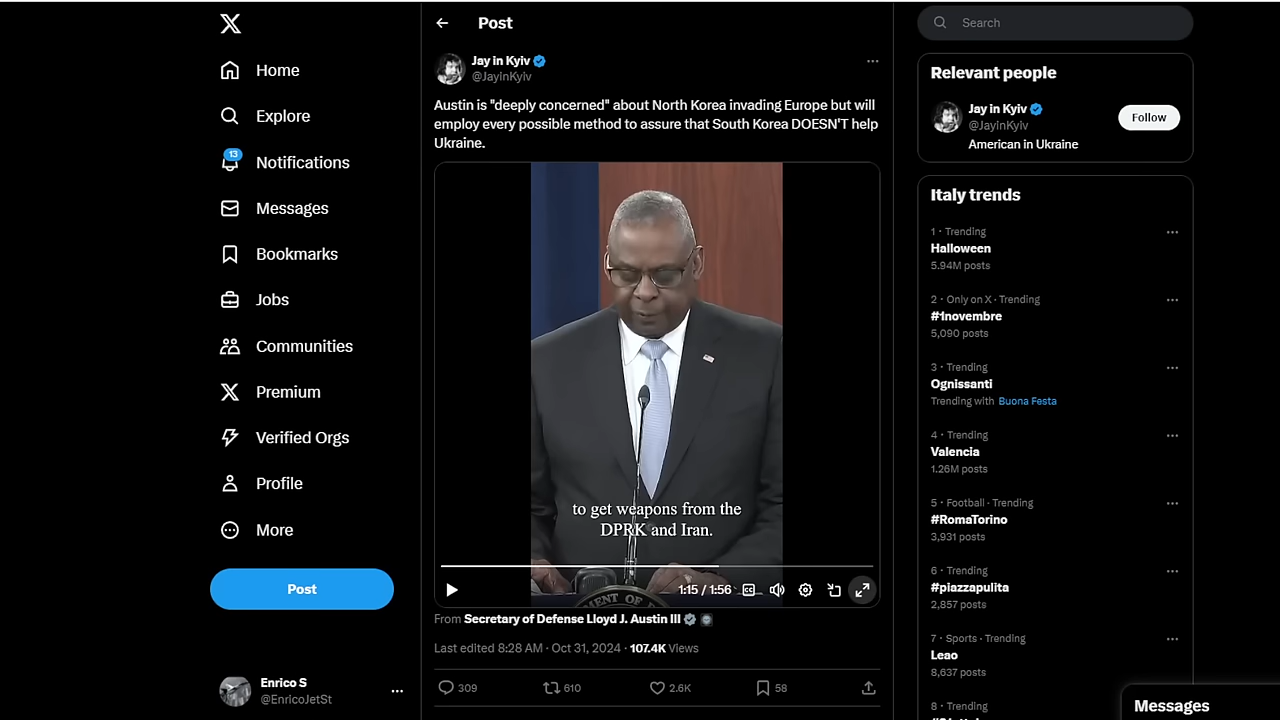 Home
Explore
13
Notifications
Messages
Bookmarks
Jobs
Communities
Premium
Verified Orgs
Profile
More
Post
Enrico S
@EnricoJetSt
Post
Jay in Kyiv
@JayinKyiv
Austin is "deeply concerned" about North Korea invading Europe but will
employ every possible method to assure that South Korea DOESN'T help
Ukraine.
to get weapons from the
DPRK and Iran.
1:15 / 1:56
MENT OF
From Secretary of Defense Lloyd J. Austin III
Last edited 8:28 AM · Oct 31, 2024 · 107.4K Views
309 610 2.6K 58
Search
Relevant people
Jay in Kyiv
@JayInKyiv
Follow
American in Ukraine
Italy trends
1 · Trending
Halloween
5.94M posts
2 · Only on X · Trending
#1novembre
5,090 posts
3 · Trending
Ognissanti
Trending with Buona Festa
4 · Trending
Valencia
1.26M posts
5 · Football · Trending
#RomaTorino
3,931 posts
6 · Trending
#piazzapulita
2,857 posts
7 · Sports · Trending
Leao
8,637 posts
8 · Trending
Messages